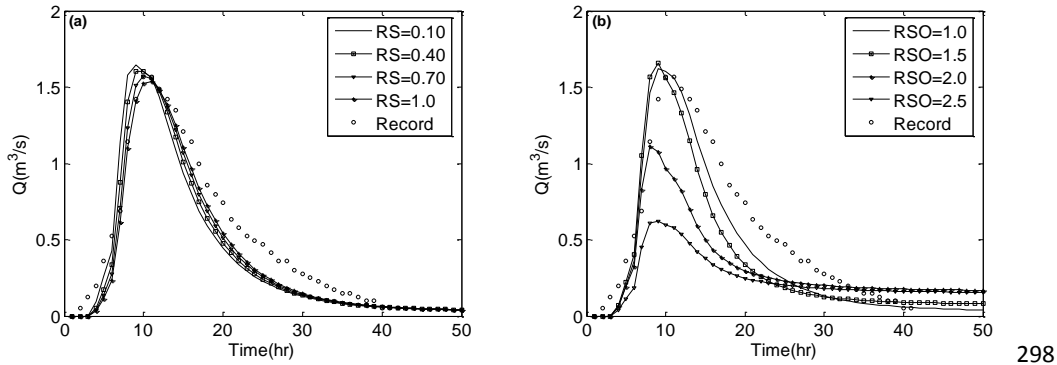 (a)
2
1.5
1
0.5
0
Q(m³/s)
0 10 20 30 40 50
Time(hr)
RS=0.10
RS=0.40
RS=0.70
RS=1.0
Record
(b)
2
1.5
1
0.5
0
Q(m³/s)
0 10 20 30 40 50
Time(hr)
RSO=1.0
RSO=1.5
RSO=2.0
RSO=2.5
Record
298